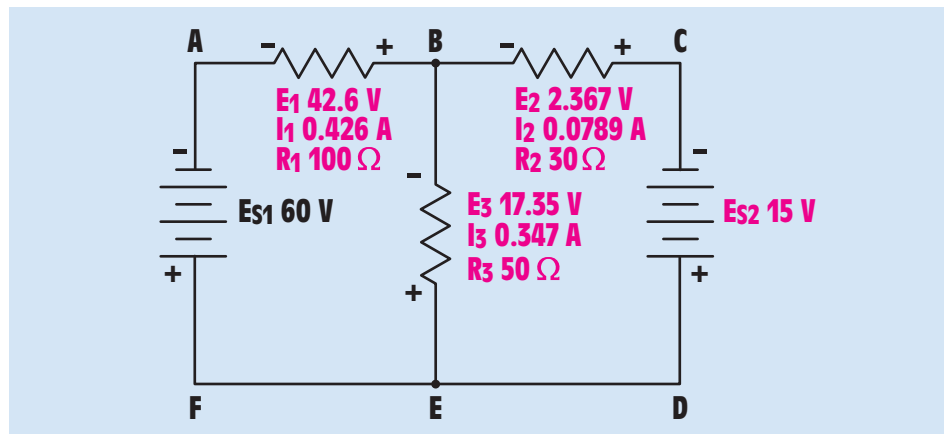 A
B
C
- +
- +
E1 42.6 V
I1 0.426 A
R1 100 Ω
E2 2.367 V
I2 0.0789 A
R2 30 Ω
-
ES1 60 V
+
-
E3 17.35 V
I3 0.347 A
R3 50 Ω
+
-
ES2 15 V
+
F
E
D